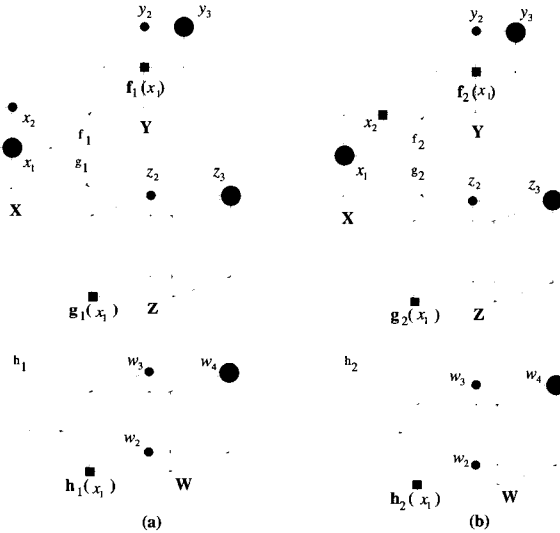 y₂ y₃
f₁(x₁)
x₂
Y
f₁
x₁
g₁
z₂ z₃
X
g₁(x₁)
Z
h₁
w₃ w₄
w₂
h₁(x₁)
W
(a)
y₂ y₃
f₂(x₁)
x₂
Y
f₂
x₁
g₂
z₂ z₃
X
g₂(x₁)
Z
h₂
w₃ w₄
w₂
h₂(x₁)
W
(b)